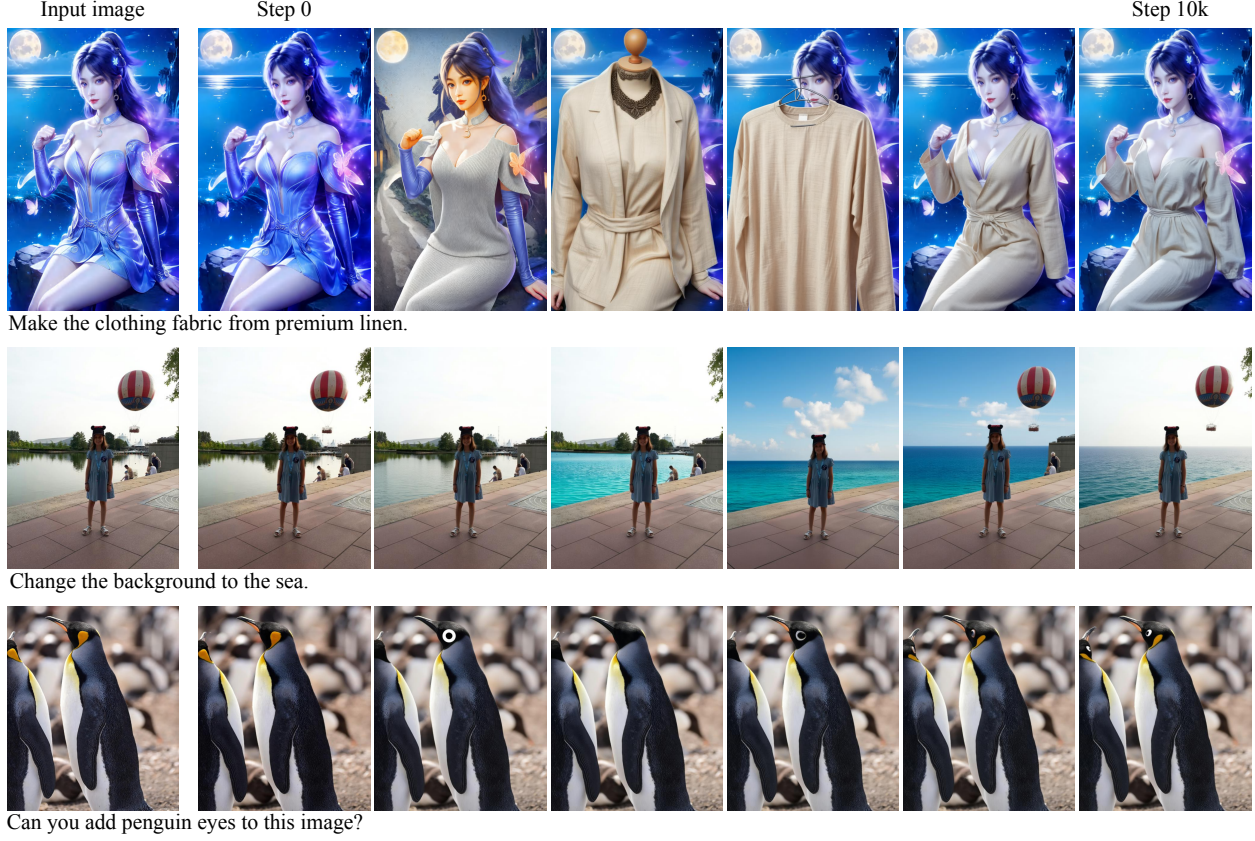 Input image
Step 0
Step 10k
Make the clothing fabric from premium linen.
Change the background to the sea.
Can you add penguin eyes to this image?